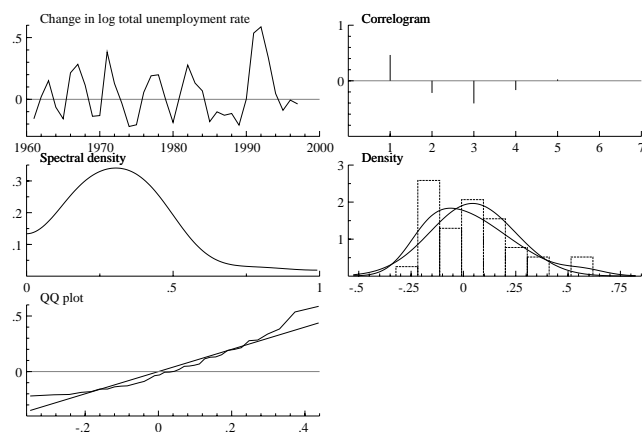 Change in log total unemployment rate
.5
0
1960 1970 1980 1990 2000
Correlogram
1
0
1 2 3 4 5 6 7
Spectral density
.3
.2
.1
0 .5 1
Density
3
2
1
-.5 -.25 0 .25 .5 .75
QQ plot
.5
0
-.2 0 .2 .4